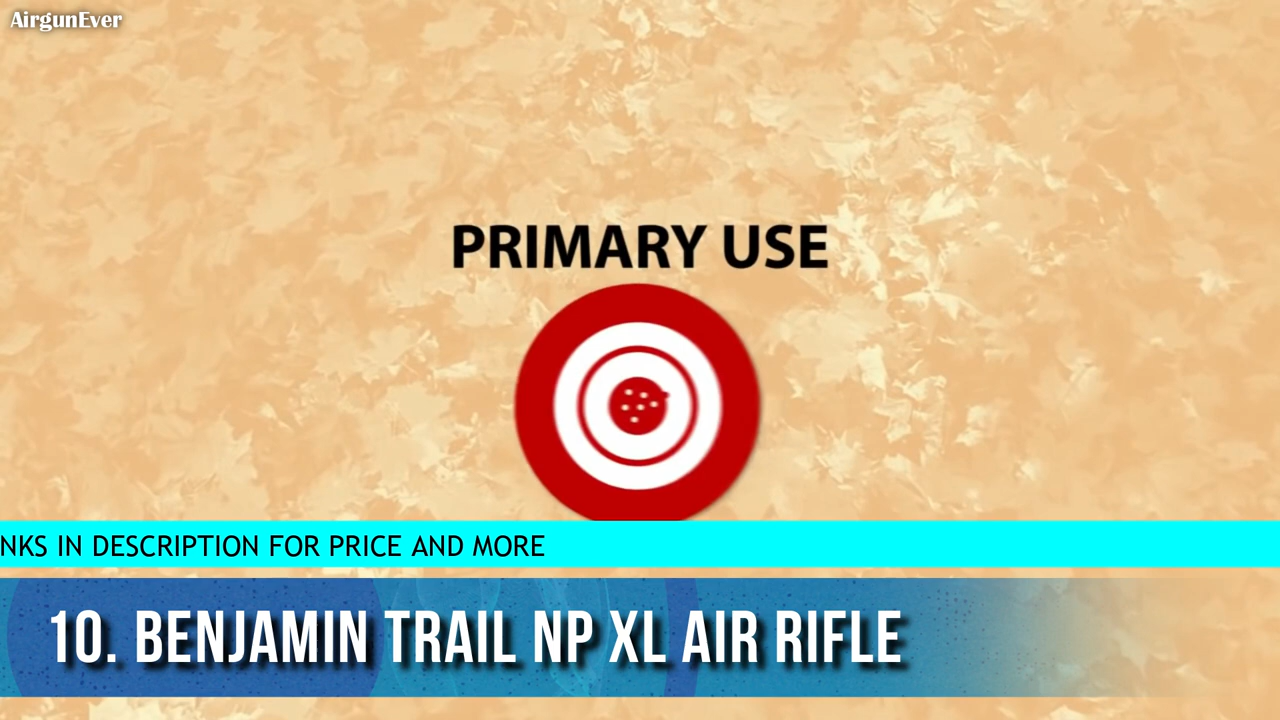 AirgunEver
PRIMARY USE
NKS IN DESCRIPTION FOR PRICE AND MORE
10. BENJAMIN TRAIL NP XL AIR RIFLE